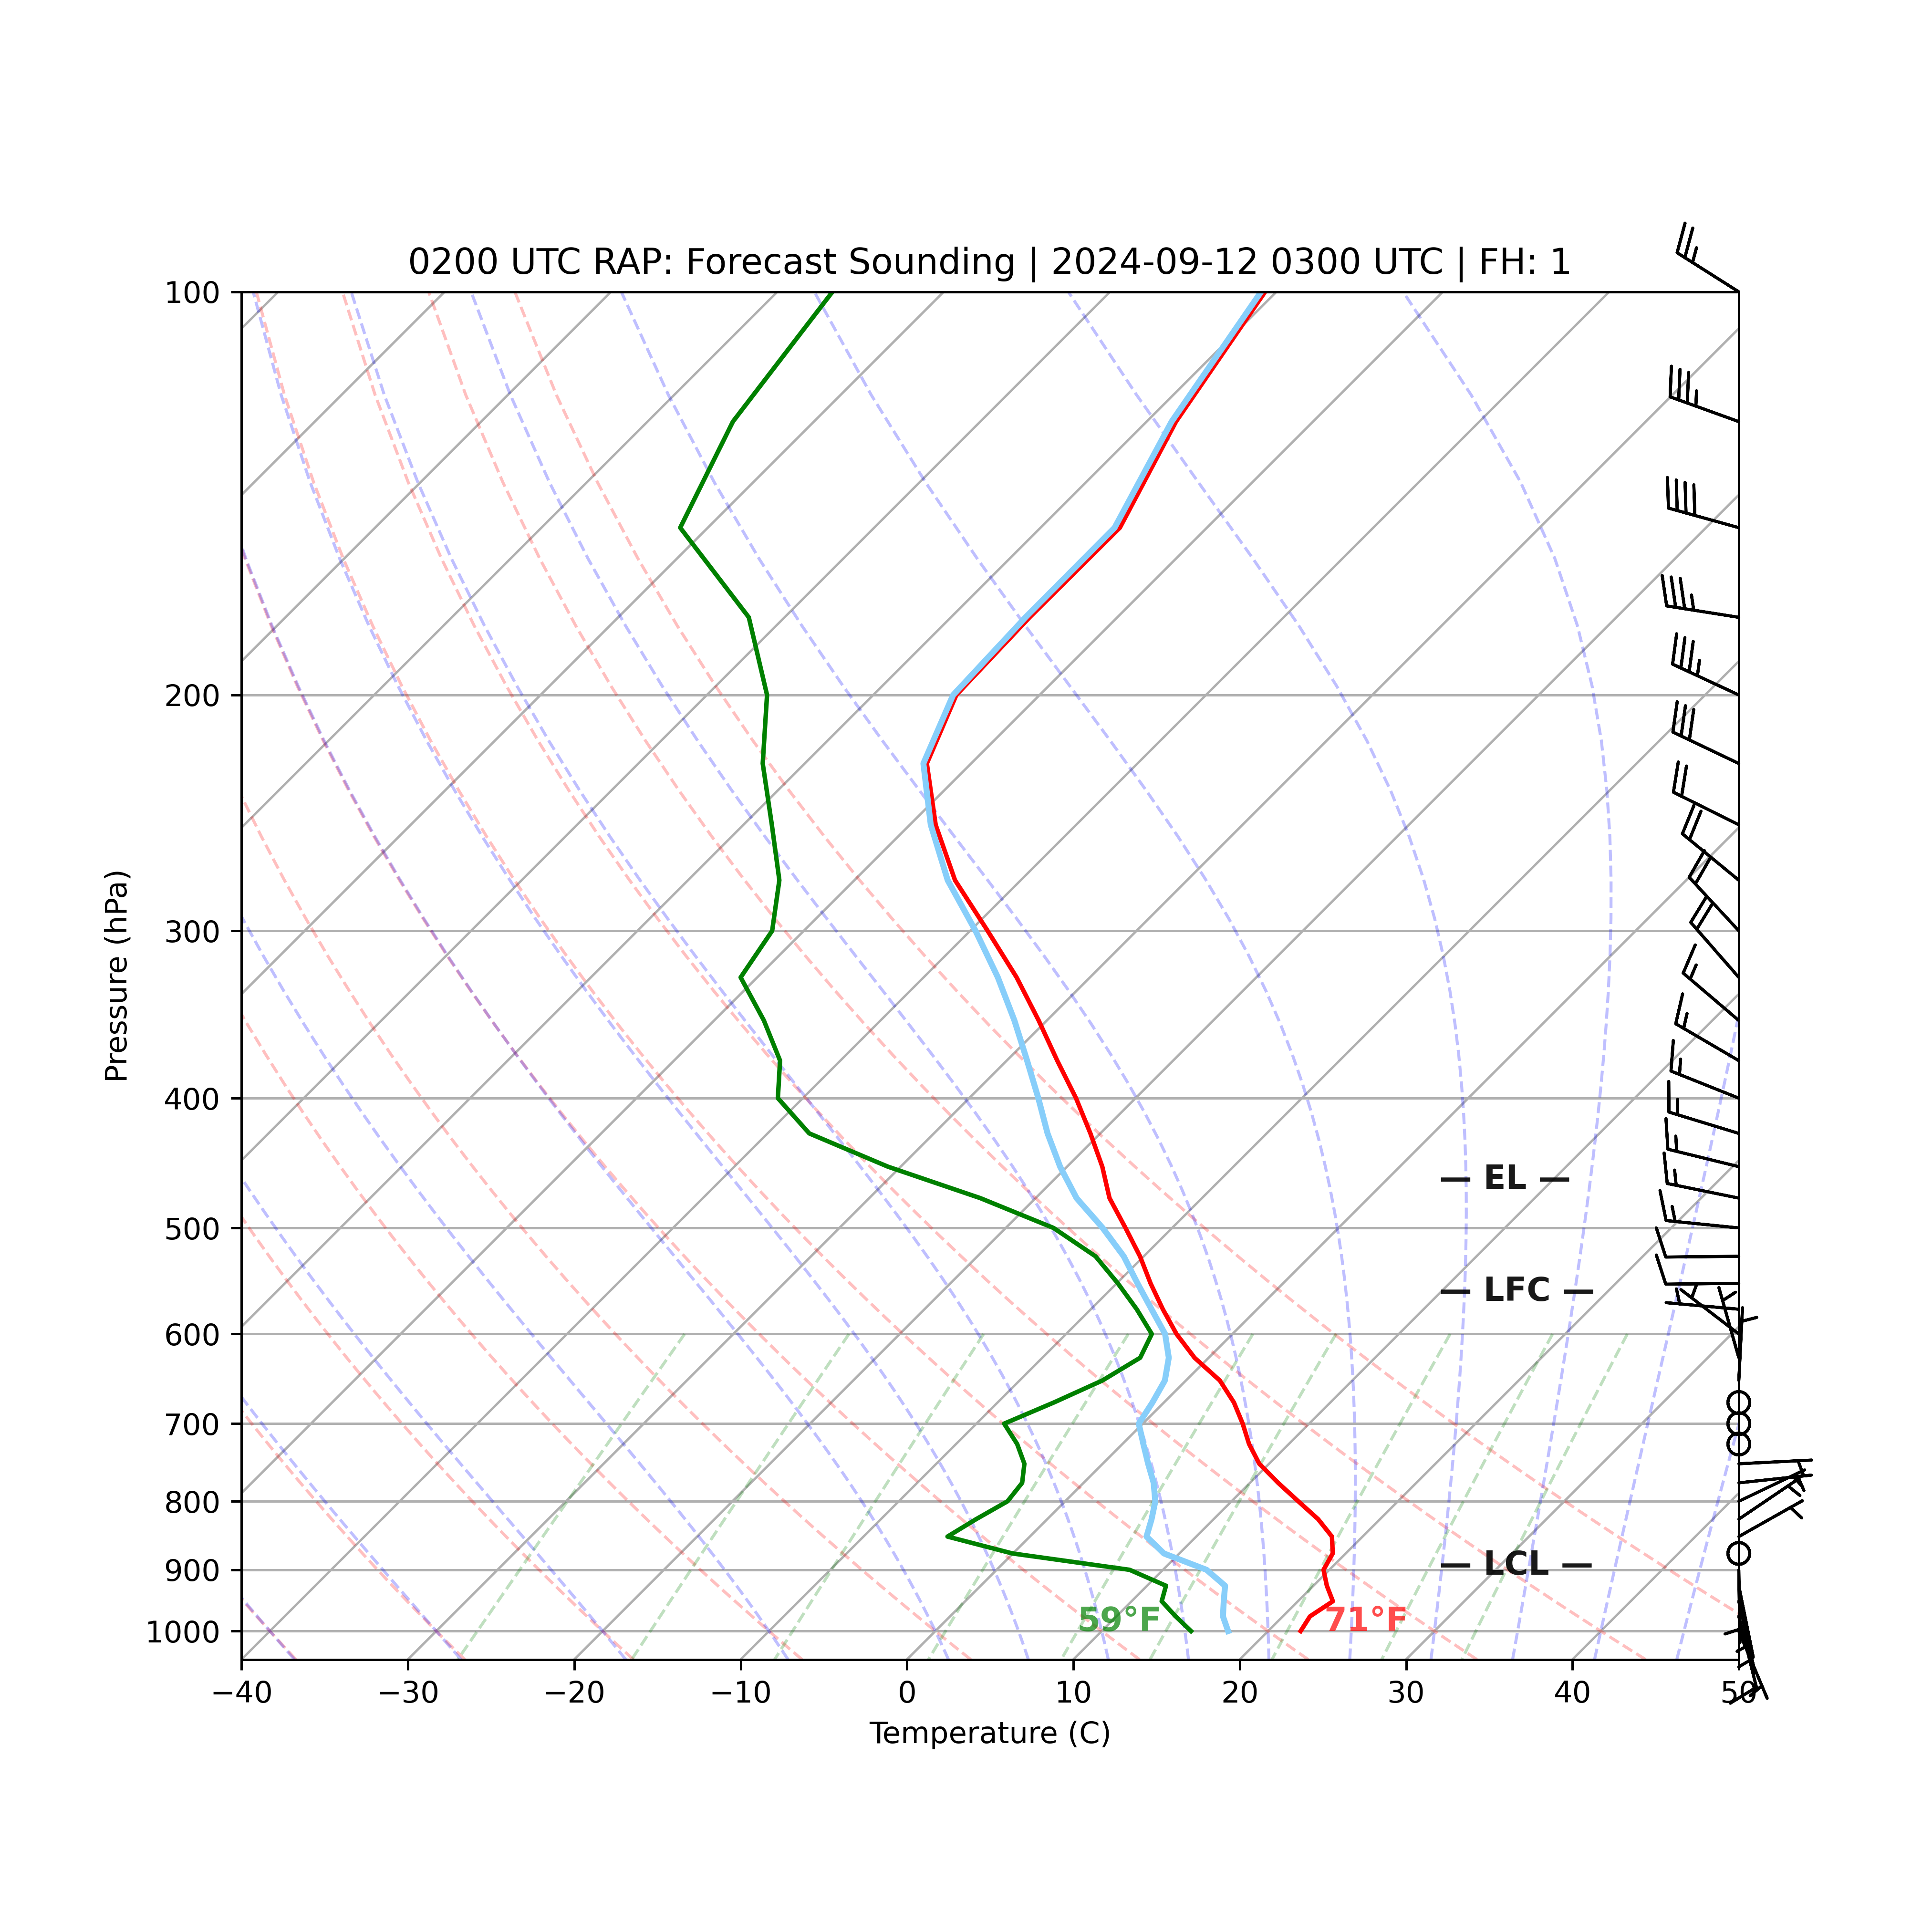 0200 UTC RAP: Forecast Sounding | 2024-09-12 0300 UTC | FH: 1
100
200
300
400
500
600
700
800
900
1000
Pressure (hPa)
— EL —
— LFC —
— LCL —
59°F
71°F
−40 −30 −20 −10 0 10 20 30 40 50
Temperature (C)